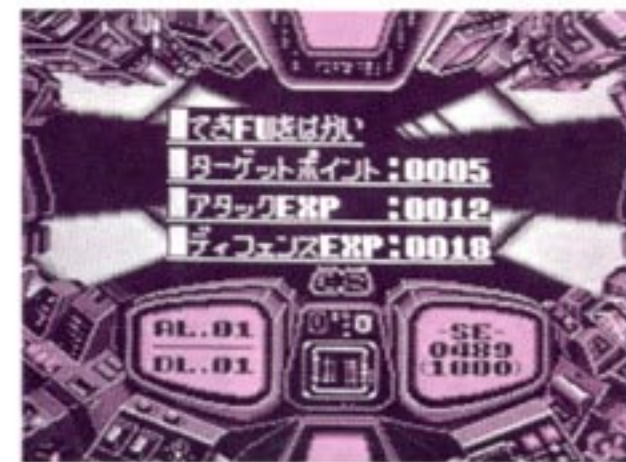 てきFUをはかい
ターゲットポイント:0005
アタックEXP :0012
ディフェンスEXP:0018
AL.01
DL.01
-SE-
0489
(1000)